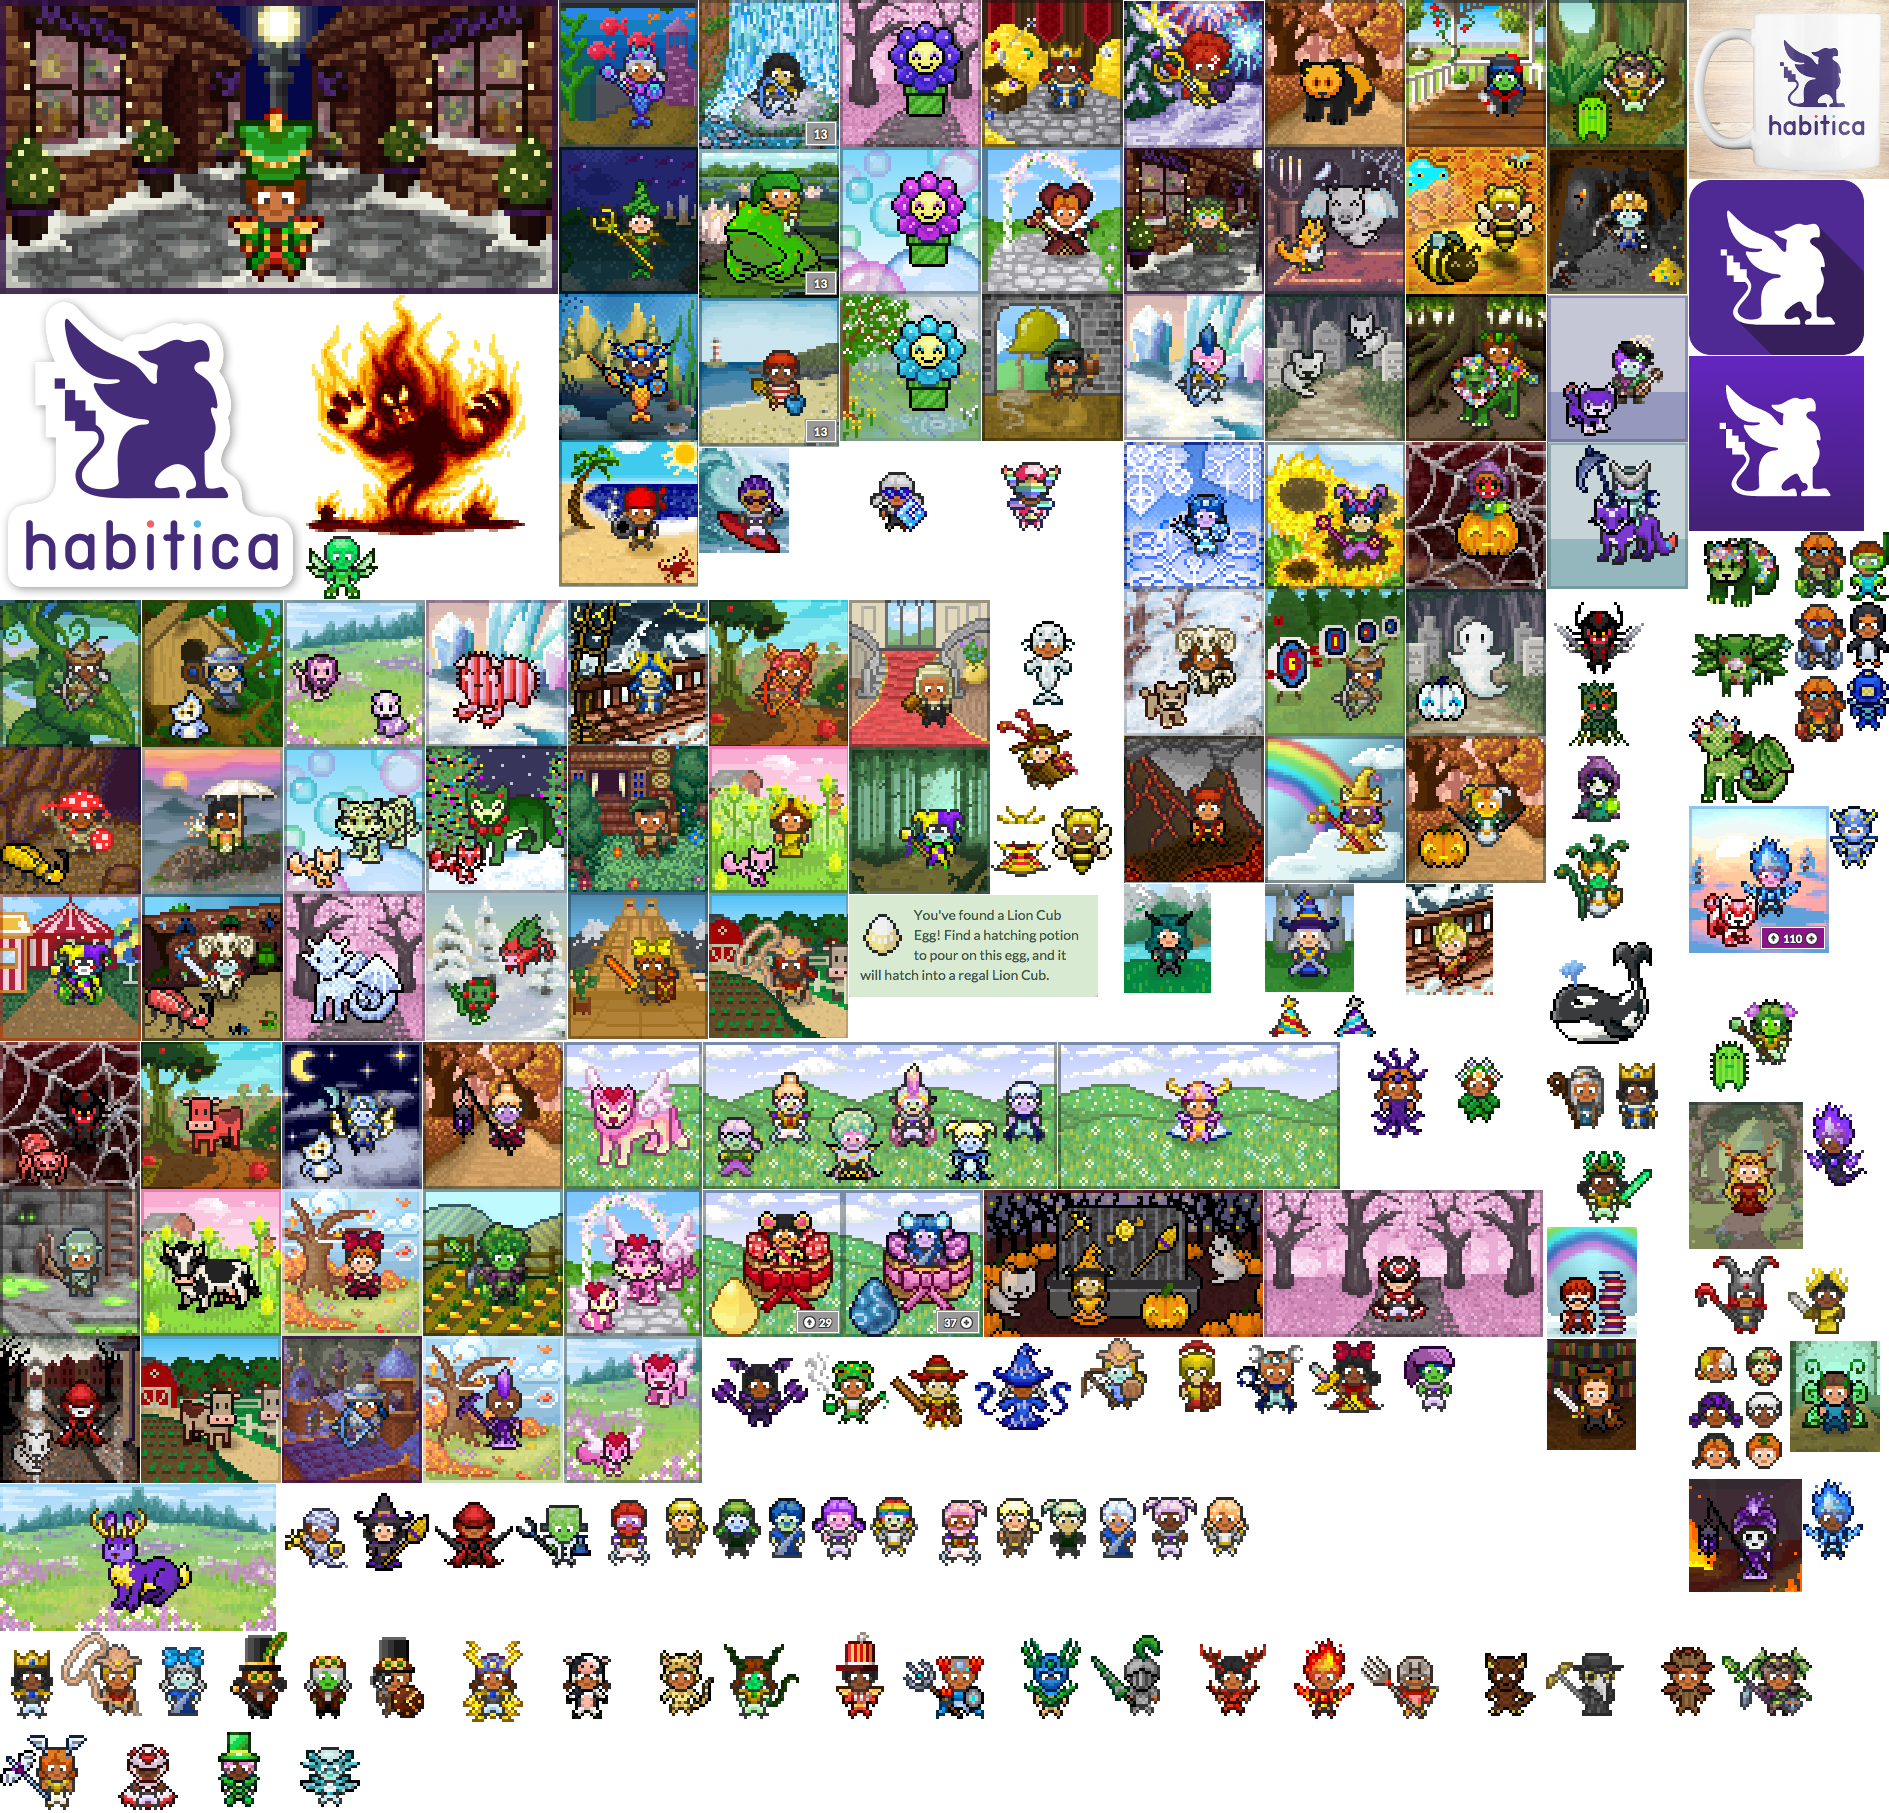 13
habitica
13
13
habitica
You've found a Lion Cub
Egg! Find a hatching potion
to pour on this egg, and it
will hatch into a regal Lion Cub.
110
29
37